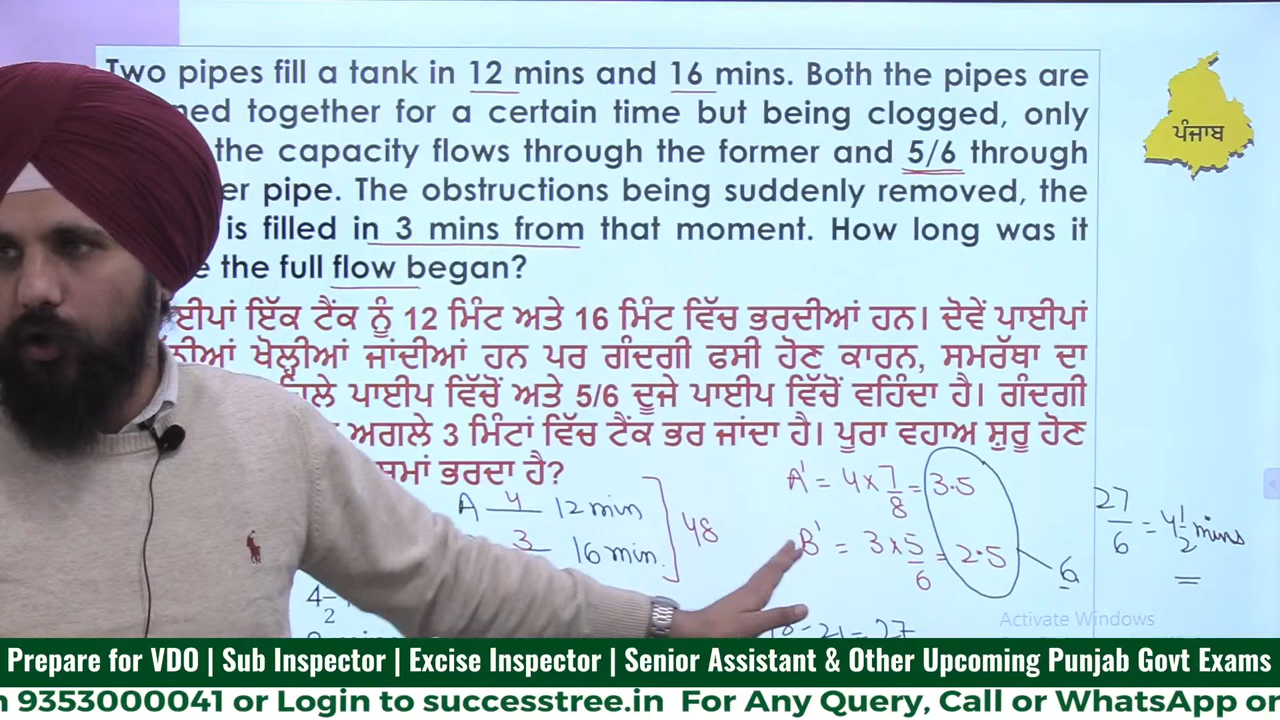 Two pipes fill a tank in 12 mins and 16 mins. Both the pipes are
together for a certain time but being clogged, only
the capacity flows through the former and 5/6 through
pipe. The obstructions being suddenly removed, the
is filled in 3 mins from that moment. How long was it
the full flow began?
ਪੰਜਾਬ
ਇੱਕ ਟੈਂਕ ਨੂੰ 12 ਮਿੰਟ ਅਤੇ 16 ਮਿੰਟ ਵਿੱਚ ਭਰਦੀਆਂ ਹਨ। ਦੋਵੇਂ ਪਾਈਪਾਂ
ਖੋਲ੍ਹੀਆਂ ਜਾਂਦੀਆਂ ਹਨ ਪਰ ਗੰਦਗੀ ਫਸੀ ਹੋਣ ਕਾਰਨ, ਸਮਰੱਥਾ ਦਾ
ਪਾਈਪ ਵਿੱਚੋਂ ਅਤੇ 5/6 ਦੂਜੇ ਪਾਈਪ ਵਿੱਚੋਂ ਵਹਿੰਦਾ ਹੈ। ਗੰਦਗੀ
ਅਗਲੇ 3 ਮਿੰਟਾਂ ਵਿੱਚ ਟੈਂਕ ਭਰ ਜਾਂਦਾ ਹੈ। ਪੂਰਾ ਵਹਾਅ ਸ਼ੁਰੂ ਹੋਣ
ਭਰਦਾ ਹੈ?
A 4 12 min
3 16 min
48
A' = 4 × 7/8 = 3.5
B' = 3 × 5/6 = 2.5
6
27/6 = 4 1/2 mins
4 1/2
21 = 27
Activate Windows
Prepare for VDO | Sub Inspector | Excise Inspector | Senior Assistant & Other Upcoming Punjab Govt Exams
9353000041 or Login to successtree.in For Any Query, Call or WhatsApp